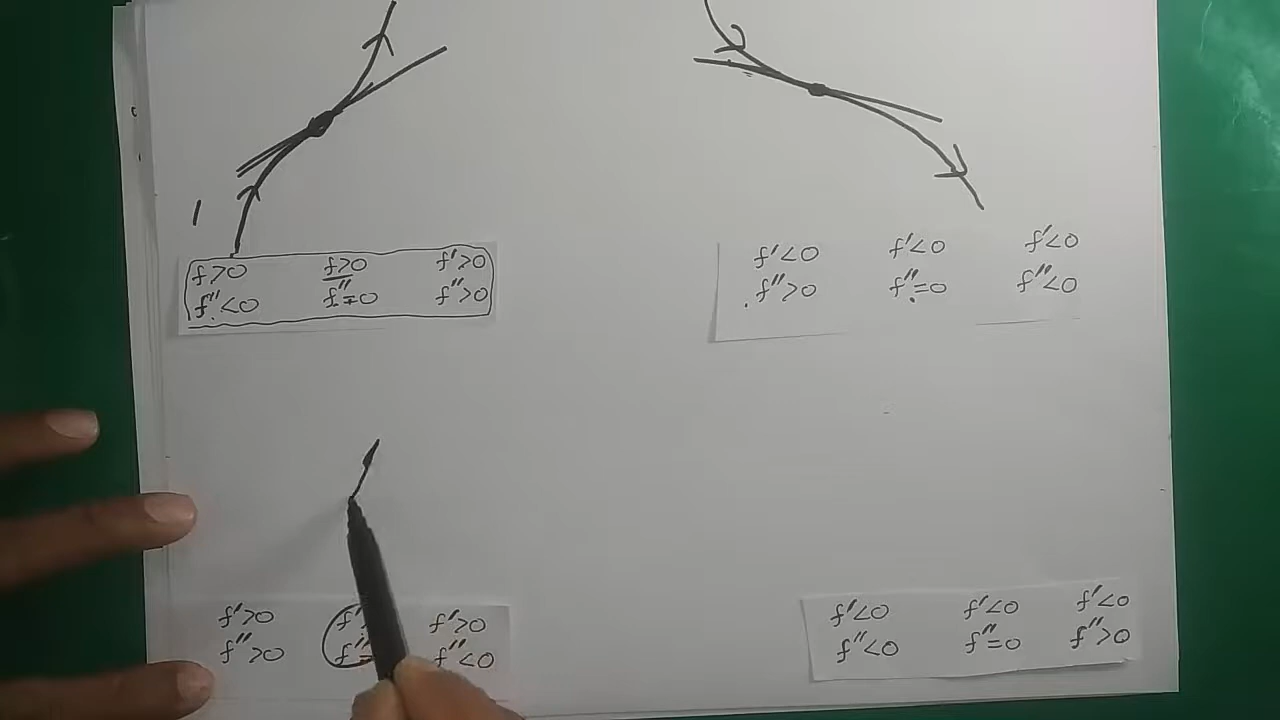 f>0 f>0 f'>0
f''<0 f''=0 f''>0
f'<0 f'<0 f'<0
f''>0 f''=0 f''<0
f'>0 f' f'>0
f''>0 f''= f''<0
f'<0 f'<0 f'<0
f''<0 f''=0 f''>0